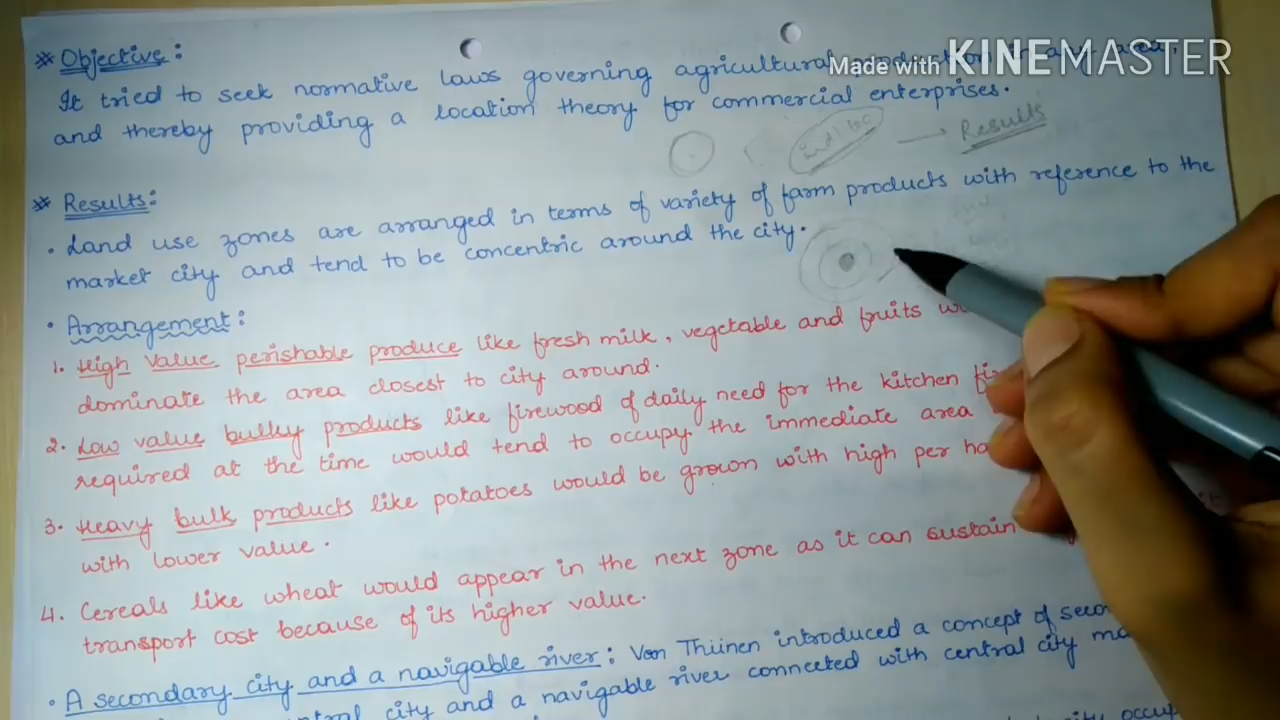 * Objective :
It tried to seek normative laws governing agricultural production in any area,
and thereby providing a location theory for commercial enterprises.
Made with KINEMASTER
Results
* Results:
· Land use zones are arranged in terms of variety of farm products with reference to the
market city and tend to be concentric around the city.
· Arrangement:
1. High value perishable produce like fresh milk, vegetable and fruits
dominate the area closest to city around.
2. Low value bulky products like firewood of daily need for the kitchen
required at the time would tend to occupy the immediate area
3. Heavy bulk products like potatoes would be grown with high per
with lower value.
4. Cereals like wheat would appear in the next zone as it can sustain
transport cost because of its higher value.
· A secondary city and a navigable river: Von Thünen introduced a concept of
city and a navigable river connected with central city